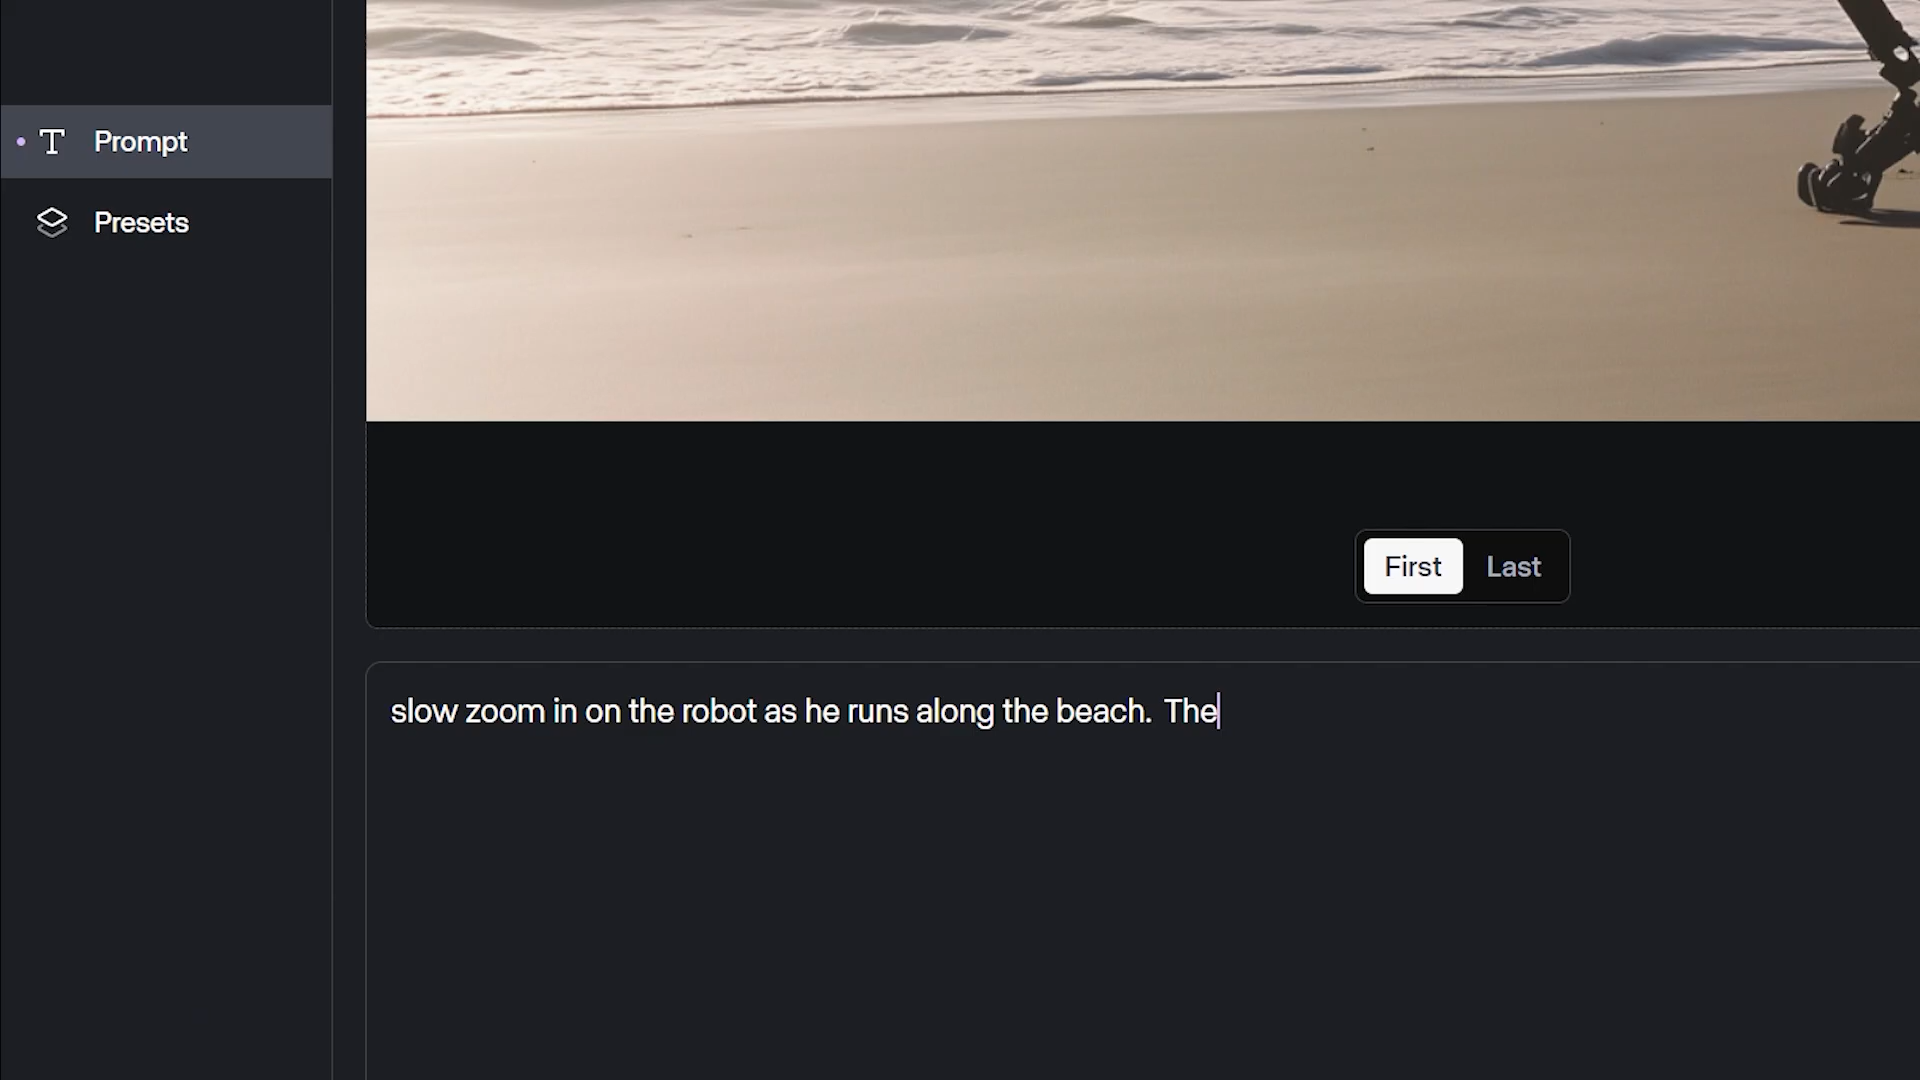 Prompt
Presets
First
Last
slow zoom in on the robot as he runs along the beach.  The